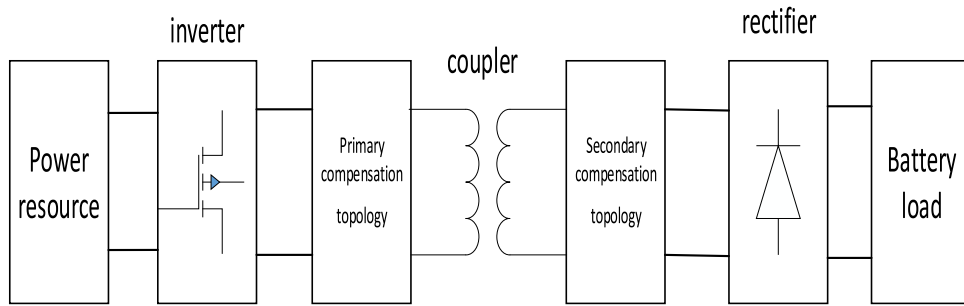 inverter
rectifier
coupler
Power
resource
Primary
compensation
topology
Secondary
compensation
topology
Battery
load